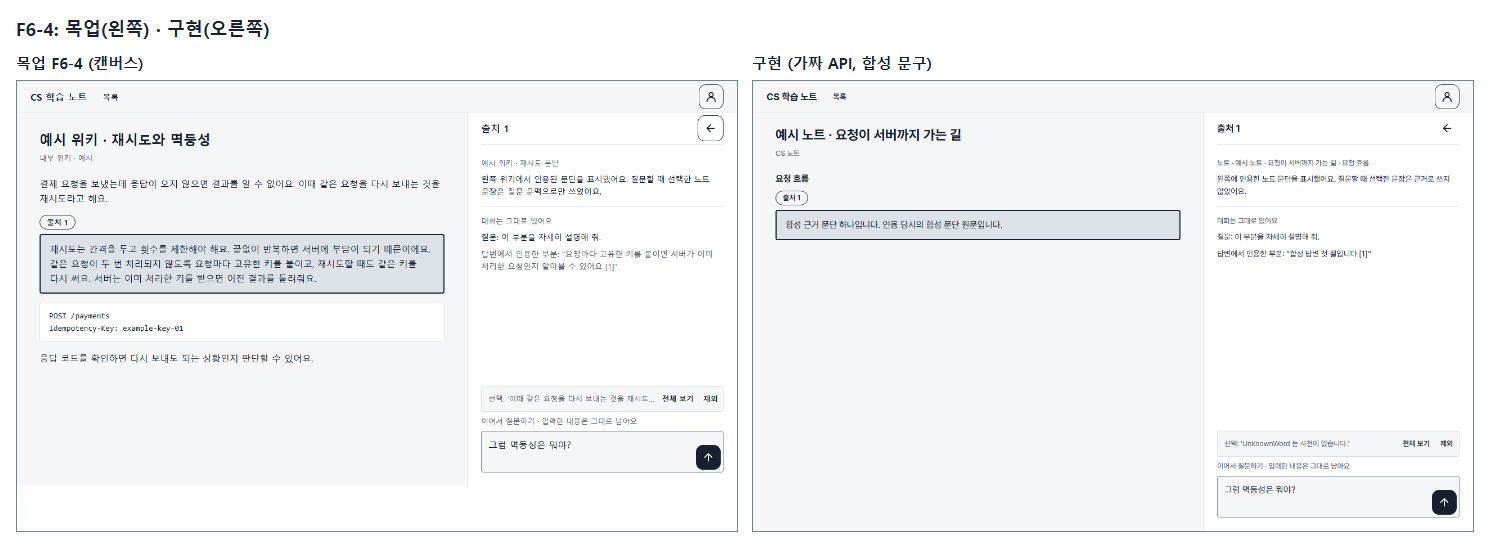 F6-4: 목업(왼쪽) · 구현(오른쪽)
목업 F6-4 (캔버스)
CS 학습 노트 목록
예시 위키 · 재시도와 멱등성
내부 위키 · 예시
결제 요청을 보냈는데 응답이 오지 않으면 결과를 알 수 없어요. 이때 같은 요청을 다시 보내는 것을
재시도라고 해요.
출처 1
재시도는 간격을 두고 횟수를 제한해야 해요. 끝없이 반복하면 서버에 부담이 되기 때문이에요.
같은 요청이 두 번 처리되지 않도록 요청마다 고유한 키를 붙이고, 재시도할 때도 같은 키를
다시 써요. 서버는 이미 처리한 키를 받으면 이전 결과를 돌려줘요.
POST /payments
Idempotency-Key: example-key-01
응답 코드를 확인하면 다시 보내도 되는 상황인지 판단할 수 있어요.
출처 1
예시 위키 · 재시도 문단
왼쪽 위키에서 인용된 문단을 표시했어요. 질문할 때 선택한 노트
문장은 질문 문맥으로만 쓰였어요.
대화는 그대로 있어요
질문: 이 부분을 자세히 설명해 줘.
답변에서 인용한 부분: “요청마다 고유한 키를 붙이면 서버가 이미
처리한 요청인지 알아볼 수 있어요 [1]”
선택: ‘이때 같은 요청을 다시 보내는 것을 재시도... 전체 보기 제외
이어서 질문하기 · 입력한 내용은 그대로 남아요
그럼 멱등성은 뭐야?
구현 (가짜 API, 합성 문구)
CS 학습 노트 목록
예시 노트 · 요청이 서버까지 가는 길
CS 노트
요청 흐름
출처 1
합성 근거 문단 하나입니다. 인용 당시의 합성 문단 원문입니다.
출처 1
노트 · 예시 노트 · 요청이 서버까지 가는 길 · 요청 흐름
왼쪽에 인용한 노트 문단을 표시했어요. 질문할 때 선택한 문장은 근거로 쓰지
않았어요.
대화는 그대로 있어요
질문: 이 부분을 자세히 설명해 줘.
답변에서 인용한 부분: “합성 답변 첫 절입니다 [1]”
선택: ‘UnknownWord 는 사전에 없습니다.’ 전체 보기 제외
이어서 질문하기 · 입력한 내용은 그대로 남아요
그럼 멱등성은 뭐야?